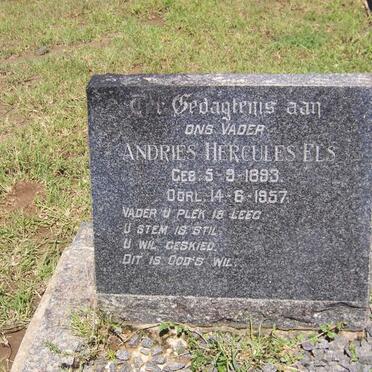 Ter Gedagtenis aan
ONS VADER
ANDRIES HERCULES ELS
GEB. 5-9-1893.
OORL. 14-6-1957.
VADER U PLEK IS LEEG
U STEM IS STIL.
U WIL GESKIED.
DIT IS GOD'S WIL.